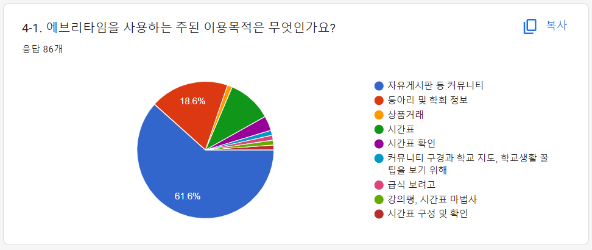 4-1. 에브리타임을 사용하는 주된 이용목적은 무엇인가요?
복사
응답 86개
18.6%
61.6%
자유게시판 등 커뮤니티
동아리 및 학회 정보
상품거래
시간표
시간표 확인
커뮤니티 구경과 학교 지도, 학교생활 꿀
팁을 보기 위해
급식 보려고
강의평, 시간표 마법사
시간표 구성 및 확인